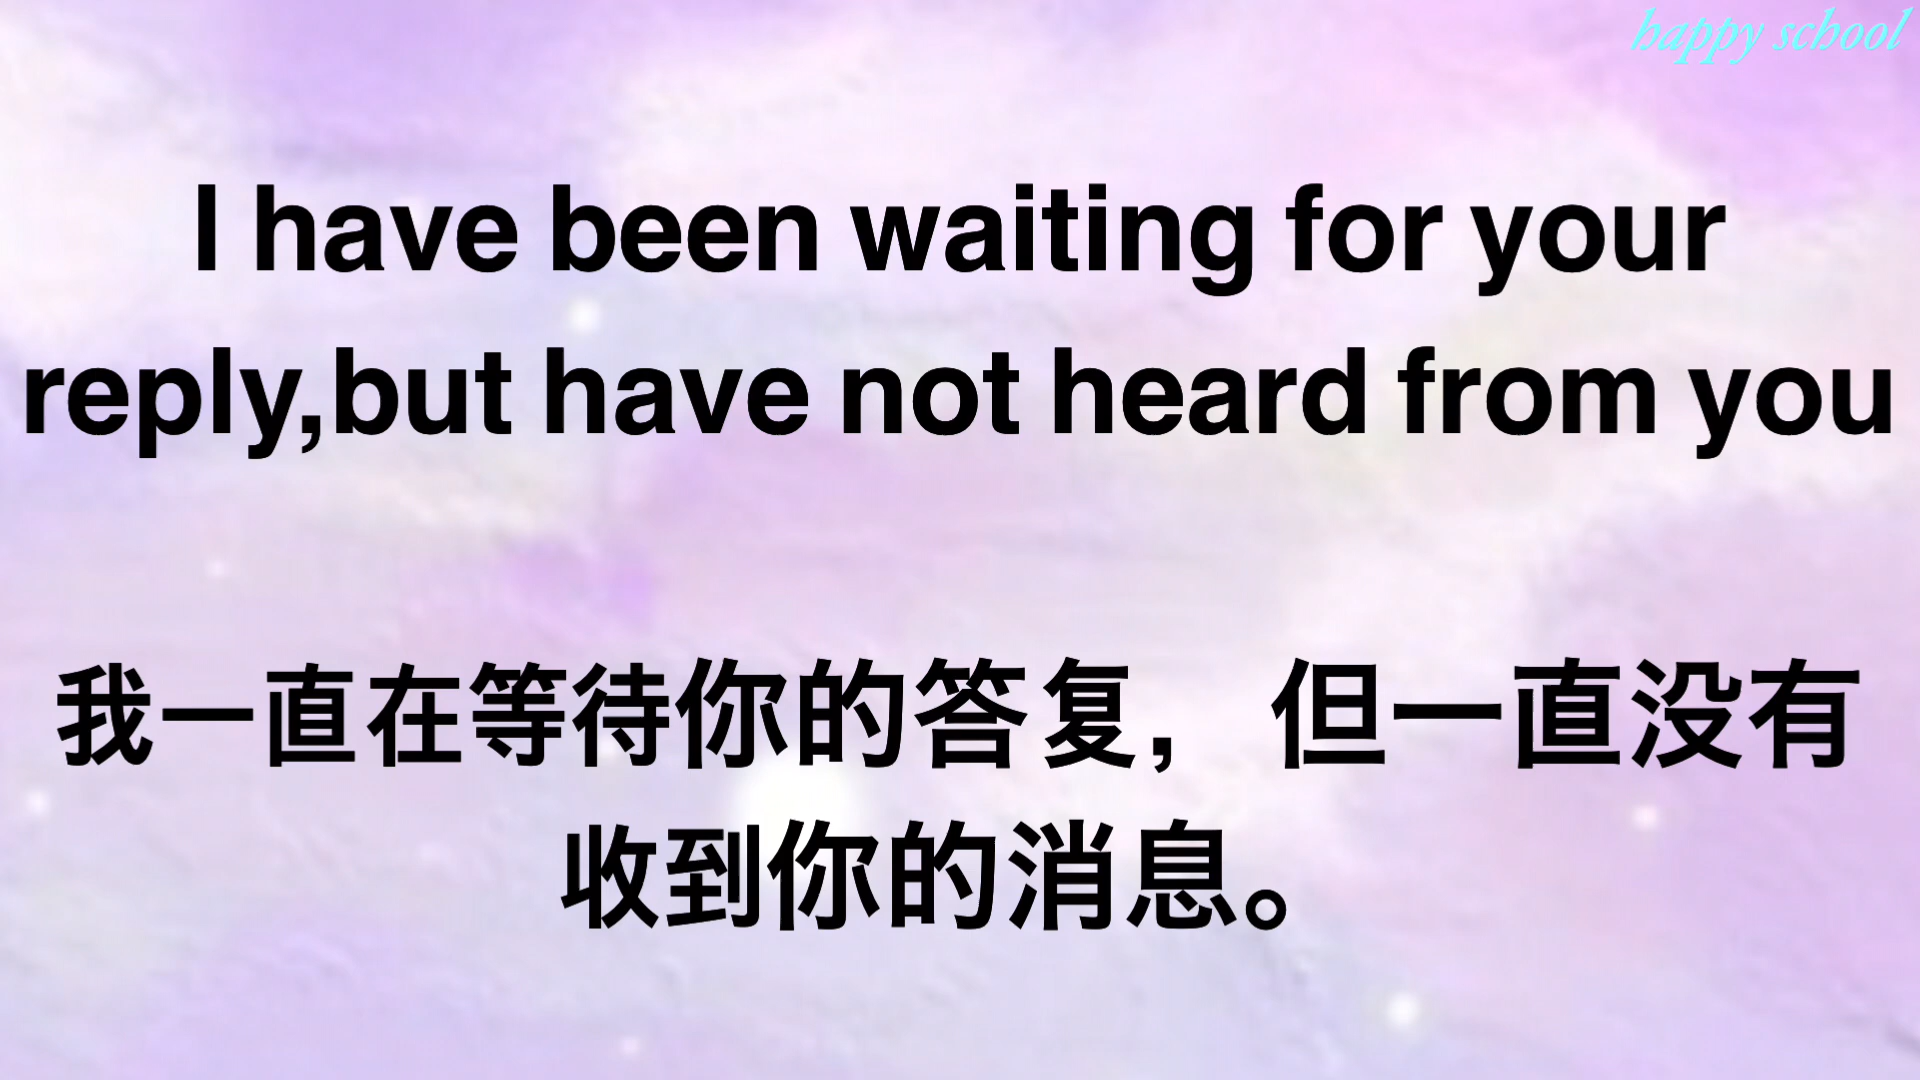 happy school
I have been waiting for your
reply,but have not heard from you
我一直在等待你的答复，但一直没有
收到你的消息。